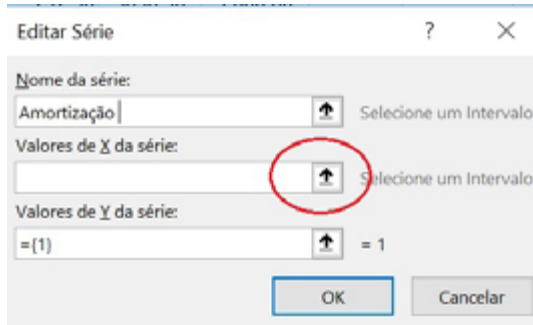 Editar Série ? ×
Nome da série:
Amortização Selecione um Intervalo
Valores de X da série:
Selecione um Intervalo
Valores de Y da série:
={1} = 1
OK Cancelar